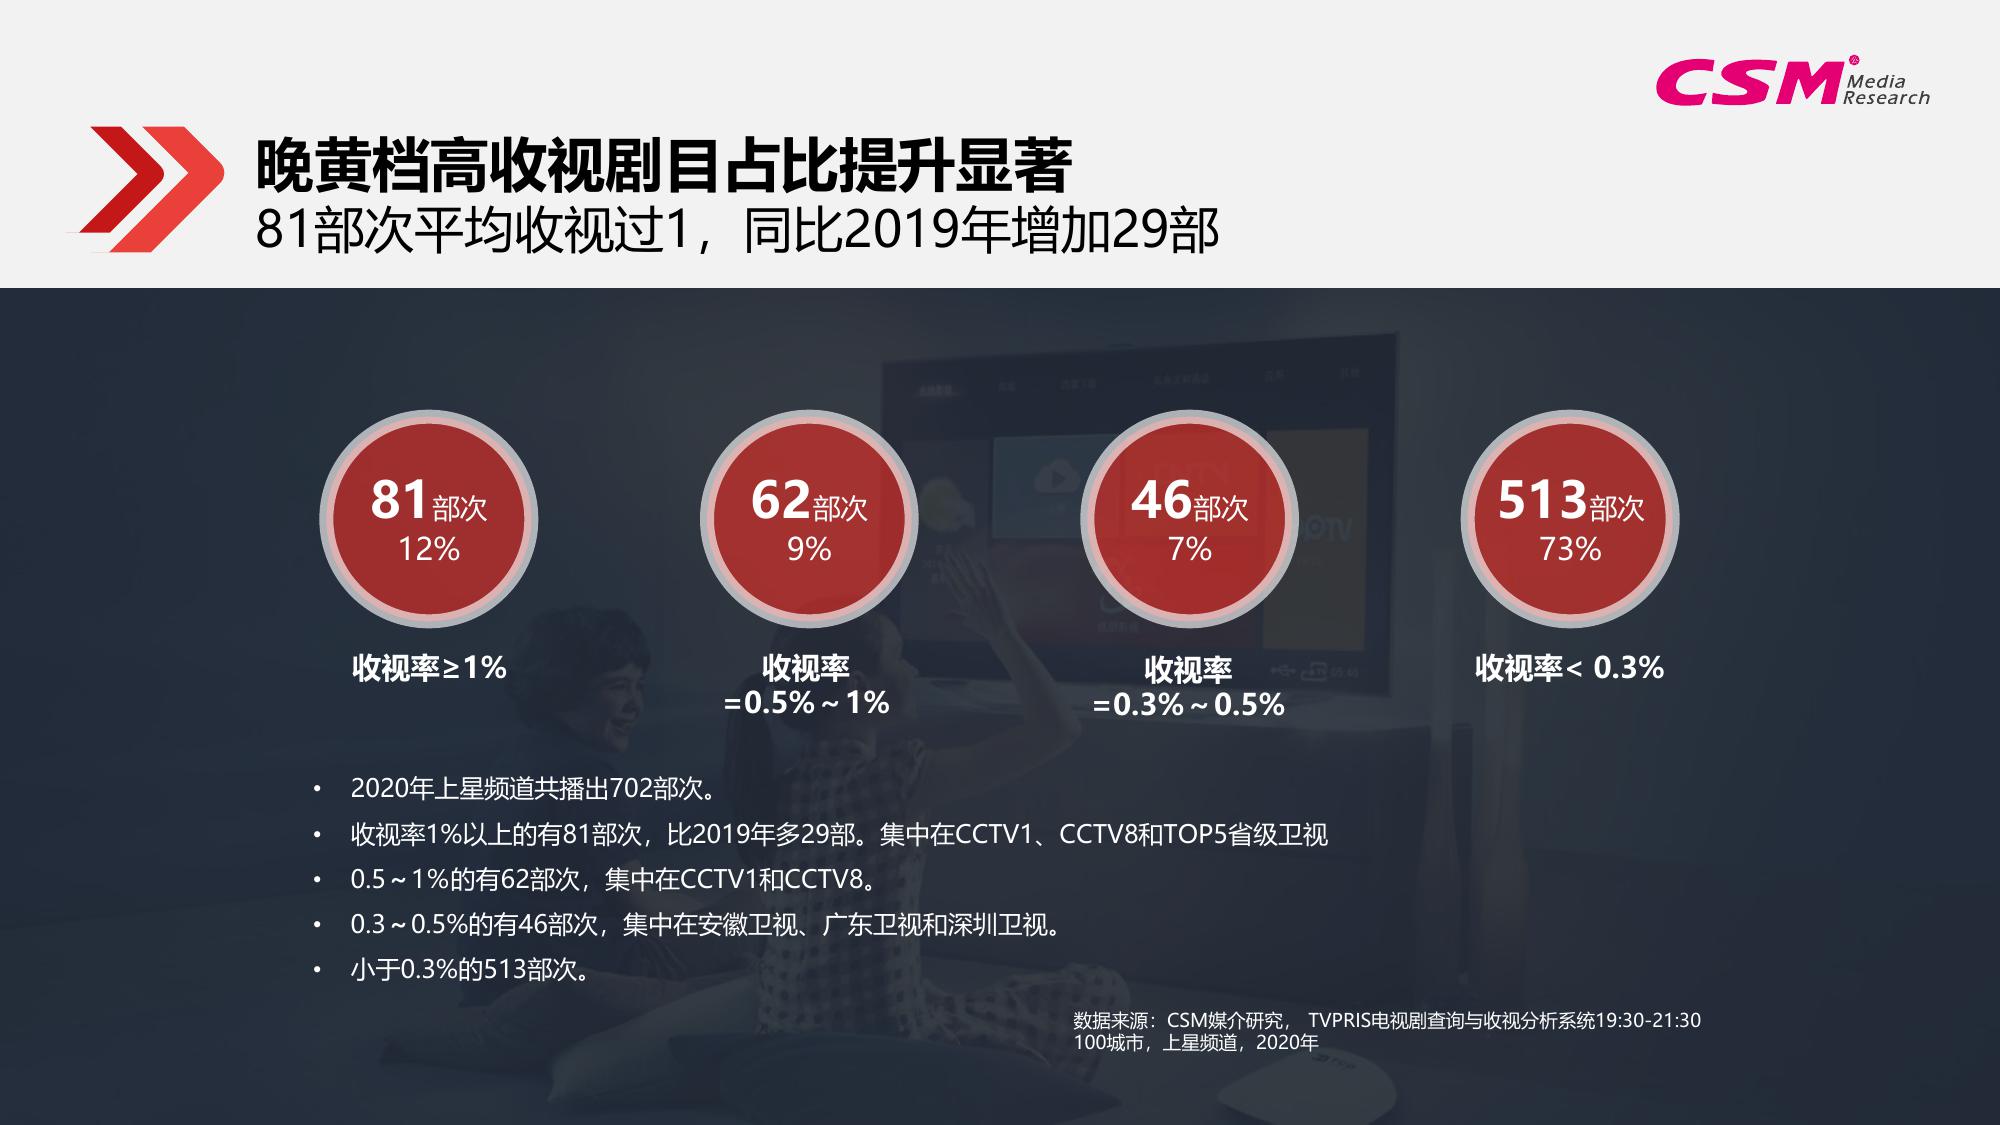 CSM Media
Research
晚黄档高收视剧目占比提升显著
81部次平均收视过1，同比2019年增加29部
81部次
12%
收视率≥1%
62部次
9%
收视率
=0.5%～1%
46部次
7%
收视率
=0.3%～0.5%
513部次
73%
收视率< 0.3%
• 2020年上星频道共播出702部次。
• 收视率1%以上的有81部次，比2019年多29部。集中在CCTV1、CCTV8和TOP5省级卫视
• 0.5～1%的有62部次，集中在CCTV1和CCTV8。
• 0.3～0.5%的有46部次，集中在安徽卫视、广东卫视和深圳卫视。
• 小于0.3%的513部次。
数据来源：CSM媒介研究， TVPRIS电视剧查询与收视分析系统19:30-21:30
100城市，上星频道，2020年